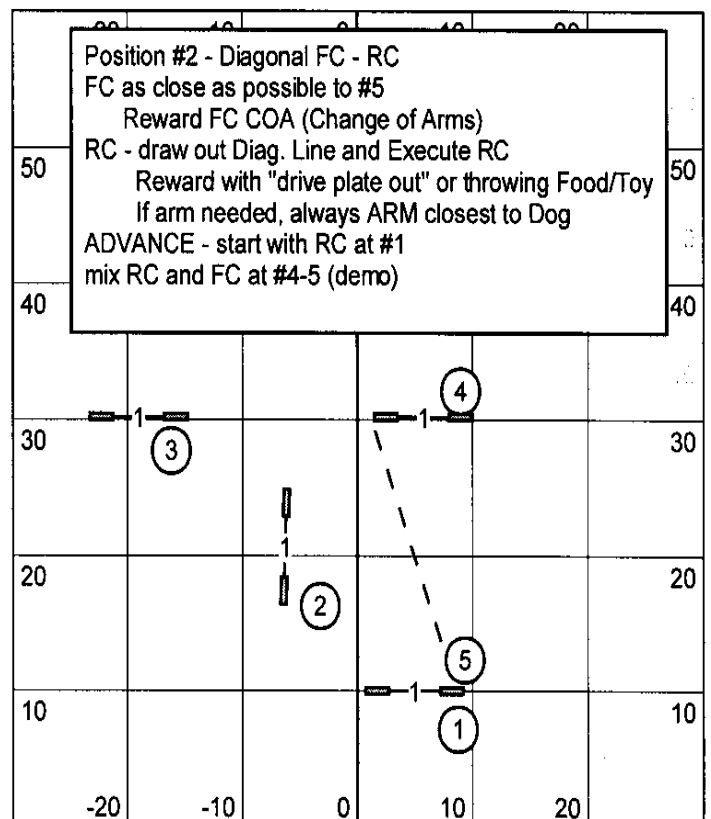 Position #2 - Diagonal FC - RC
FC as close as possible to #5
Reward FC COA (Change of Arms)
RC - draw out Diag. Line and Execute RC
Reward with "drive plate out" or throwing Food/Toy
If arm needed, always ARM closest to Dog
ADVANCE - start with RC at #1
mix RC and FC at #4-5 (demo)
50 50
40 40
4
1 1
30 30
3
1
20 20
2
5
1
10 10
1
-20 -10 0 10 20